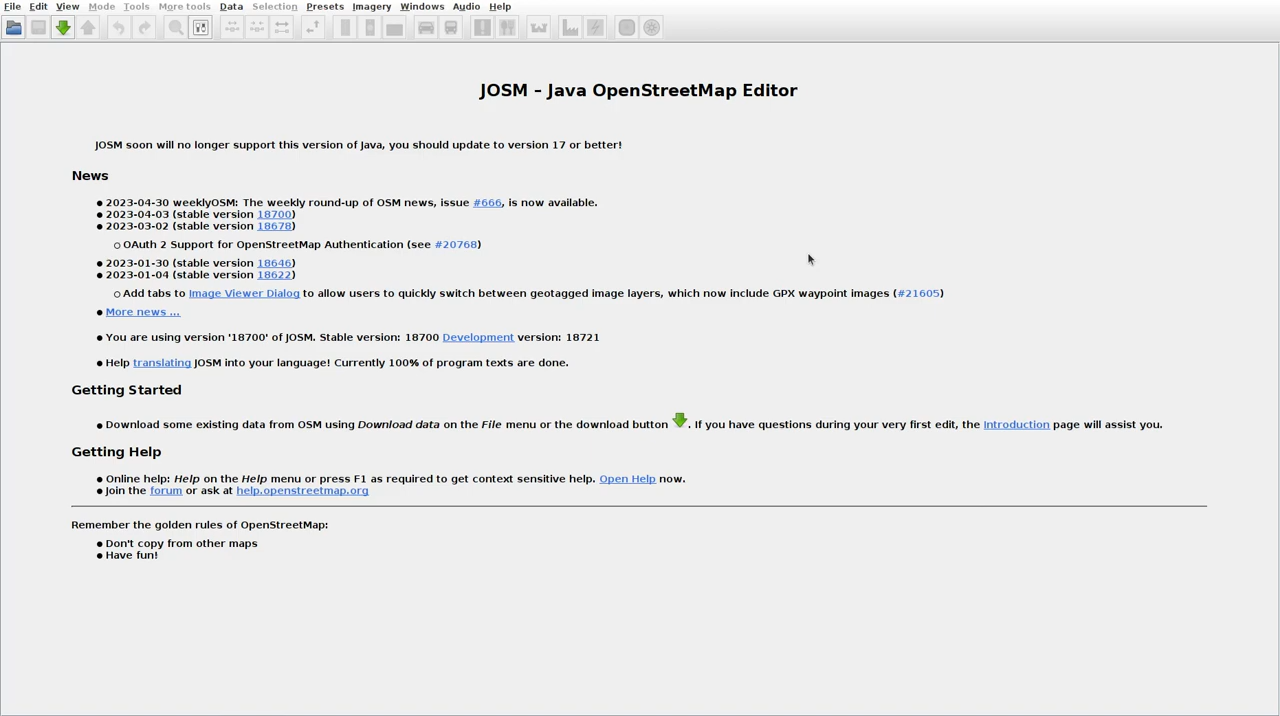 File Edit View Mode Tools More tools Data Selection Presets Imagery Windows Audio Help
JOSM – Java OpenStreetMap Editor
JOSM soon will no longer support this version of Java, you should update to version 17 or better!
News
● 2023-04-30 weeklyOSM: The weekly round-up of OSM news, issue #666, is now available.
● 2023-04-03 (stable version 18700)
● 2023-03-02 (stable version 18678)
○ OAuth 2 Support for OpenStreetMap Authentication (see #20768)
● 2023-01-30 (stable version 18646)
● 2023-01-04 (stable version 18622)
○ Add tabs to Image Viewer Dialog to allow users to quickly switch between geotagged image layers, which now include GPX waypoint images (#21605)
● More news ...
● You are using version '18700' of JOSM. Stable version: 18700 Development version: 18721
● Help translating JOSM into your language! Currently 100% of program texts are done.
Getting Started
● Download some existing data from OSM using Download data on the File menu or the download button . If you have questions during your very first edit, the Introduction page will assist you.
Getting Help
● Online help: Help on the Help menu or press F1 as required to get context sensitive help. Open Help now.
● Join the forum or ask at help.openstreetmap.org
Remember the golden rules of OpenStreetMap:
● Don't copy from other maps
● Have fun!